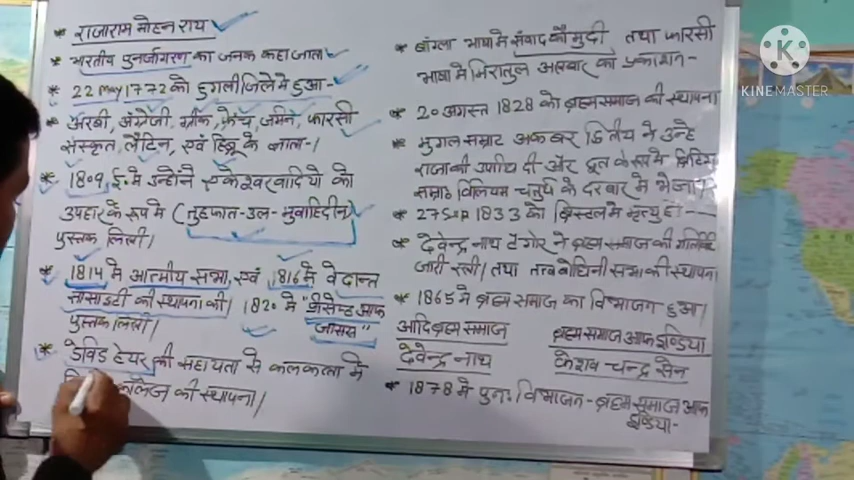 * राजाराम मोहन राय
* भारतीय पुनर्जागरण का जनक कहा जाता
* 22 May 1772 को हुगली जिले में हुआ -
* अरबी, अंग्रेजी, ग्रीक, फ्रेंच, जर्मन, फारसी
संस्कृत, लैटिन, एवं हिब्रू के ज्ञाता -।
* 1809 ई॰ में उन्होंने एकेश्वरवादियों को
उपहार के रूप में (तुहफात-उल-मुवाहिदीन)
पुस्तक लिखी।
* 1814 में आत्मीय सभा, एवं 1816 में वेदान्त
सोसाइटी की स्थापना की। 1820 में "प्रीसेन्ट आफ
पुस्तक लिखी। जीसस"
* डेविड हेयर की सहायता से कलकत्ता में
कॉलेज की स्थापना।
* बांग्ला भाषा में संवाद कौमुदी तथा फारसी
भाषा में मिरातुल अखबार का प्रकाशन -
* 20 अगस्त 1828 को ब्रह्म समाज की स्थापना
* मुगल सम्राट अकबर द्वितीय ने उन्हे
राजा की उपाधि दी और दूत के रूप में ब्रिटिश
सम्राट विलियम चतुर्थ के दरबार में भेजा
* 27 Sep 1833 को ब्रिस्टल में मृत्यु हो ---
* देवेन्द्र नाथ टैगोर ने ब्रह्म समाज की गतिविधि
जारी रखी। तथा तत्वबोधिनी सभा की स्थापना
* 1865 में ब्रह्म समाज का विभाजन हुआ।
आदि ब्रह्म समाज ब्रह्म समाज आफ इंडिया
देवेन्द्र नाथ केशव चन्द्र सेन
* 1878 में पुनः विभाजन - ब्रह्म समाज आफ
इंडिया -
KINEMASTER